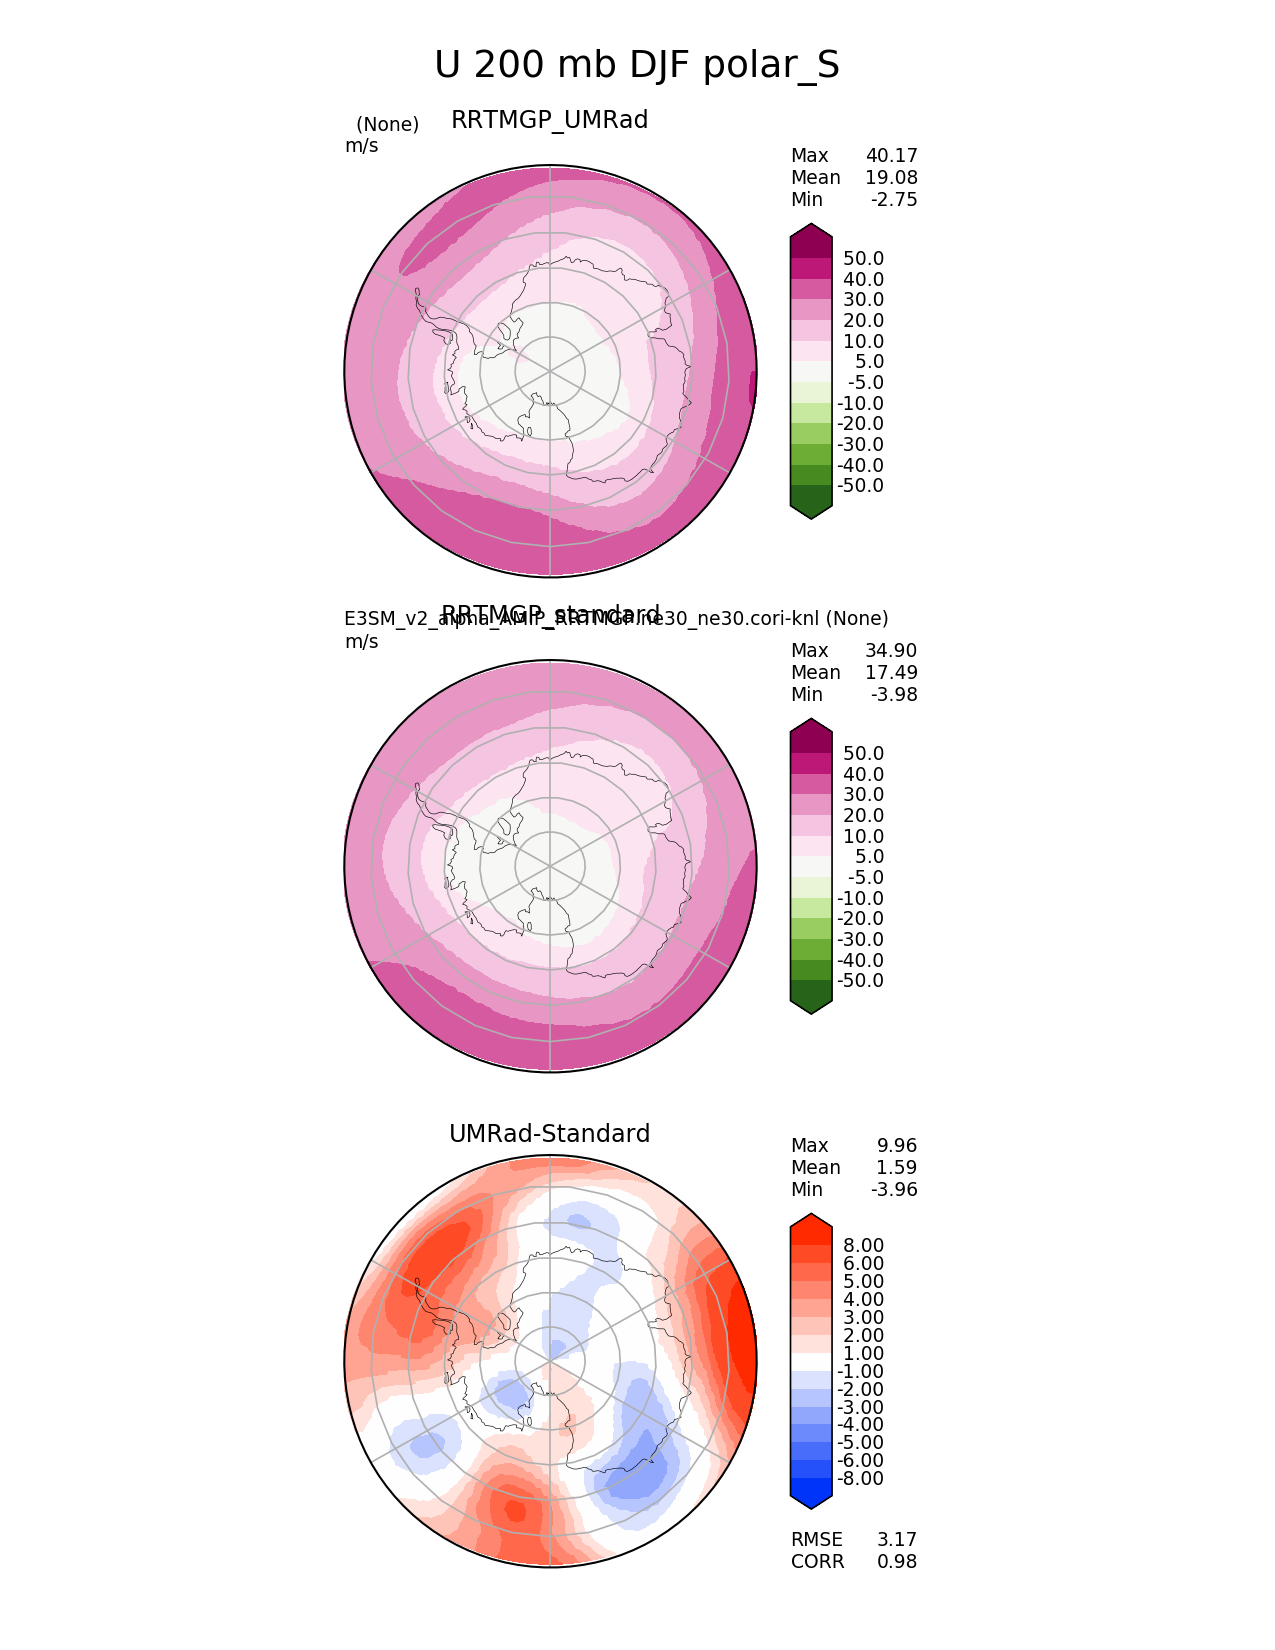 U 200 mb DJF polar_S
RRTMGP_UMRad
(None)
m/s
Max 40.17
Mean 19.08
Min -2.75
50.0
40.0
30.0
20.0
10.0
5.0
-5.0
-10.0
-20.0
-30.0
-40.0
-50.0
RRTMGP_standard
E3SM_v2_alpha_AMIP_RRTMGP.ne30_ne30.cori-knl (None)
m/s
Max 34.90
Mean 17.49
Min -3.98
50.0
40.0
30.0
20.0
10.0
5.0
-5.0
-10.0
-20.0
-30.0
-40.0
-50.0
UMRad-Standard
Max 9.96
Mean 1.59
Min -3.96
8.00
6.00
5.00
4.00
3.00
2.00
1.00
-1.00
-2.00
-3.00
-4.00
-5.00
-6.00
-8.00
RMSE 3.17
CORR 0.98